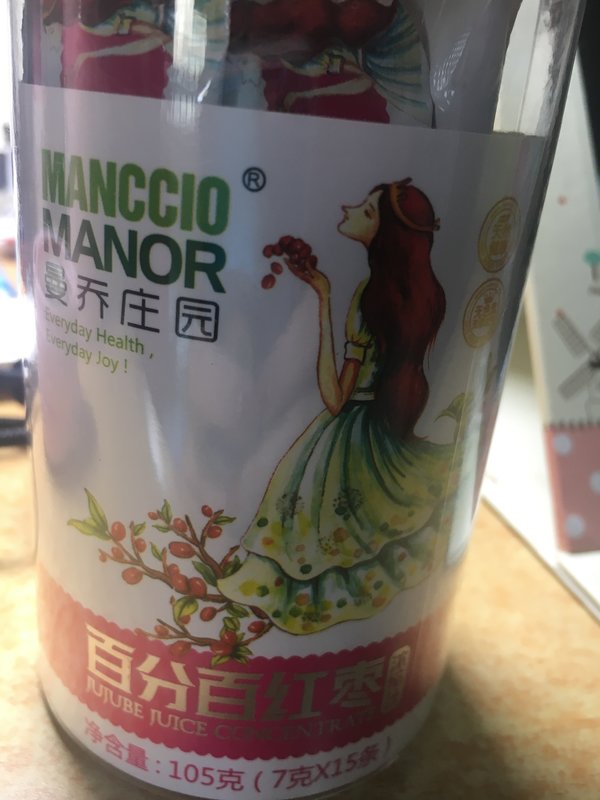 MANCCIO®
MANOR
曼乔庄园
Everyday Health,
Everyday Joy!
百分百红枣
JUJUBE JUICE CONCENTRATE
净含量:105克(7克X15条)